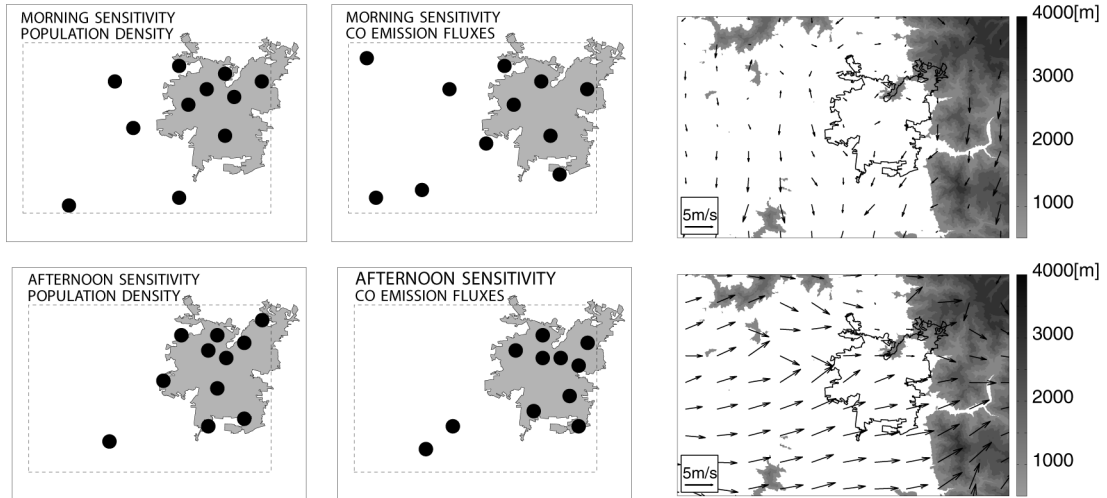 MORNING SENSITIVITY
POPULATION DENSITY
MORNING SENSITIVITY
CO EMISSION FLUXES
4000[m]
3000
2000
1000
5m/s
AFTERNOON SENSITIVITY
POPULATION DENSITY
AFTERNOON SENSITIVITY
CO EMISSION FLUXES
4000[m]
3000
2000
1000
5m/s